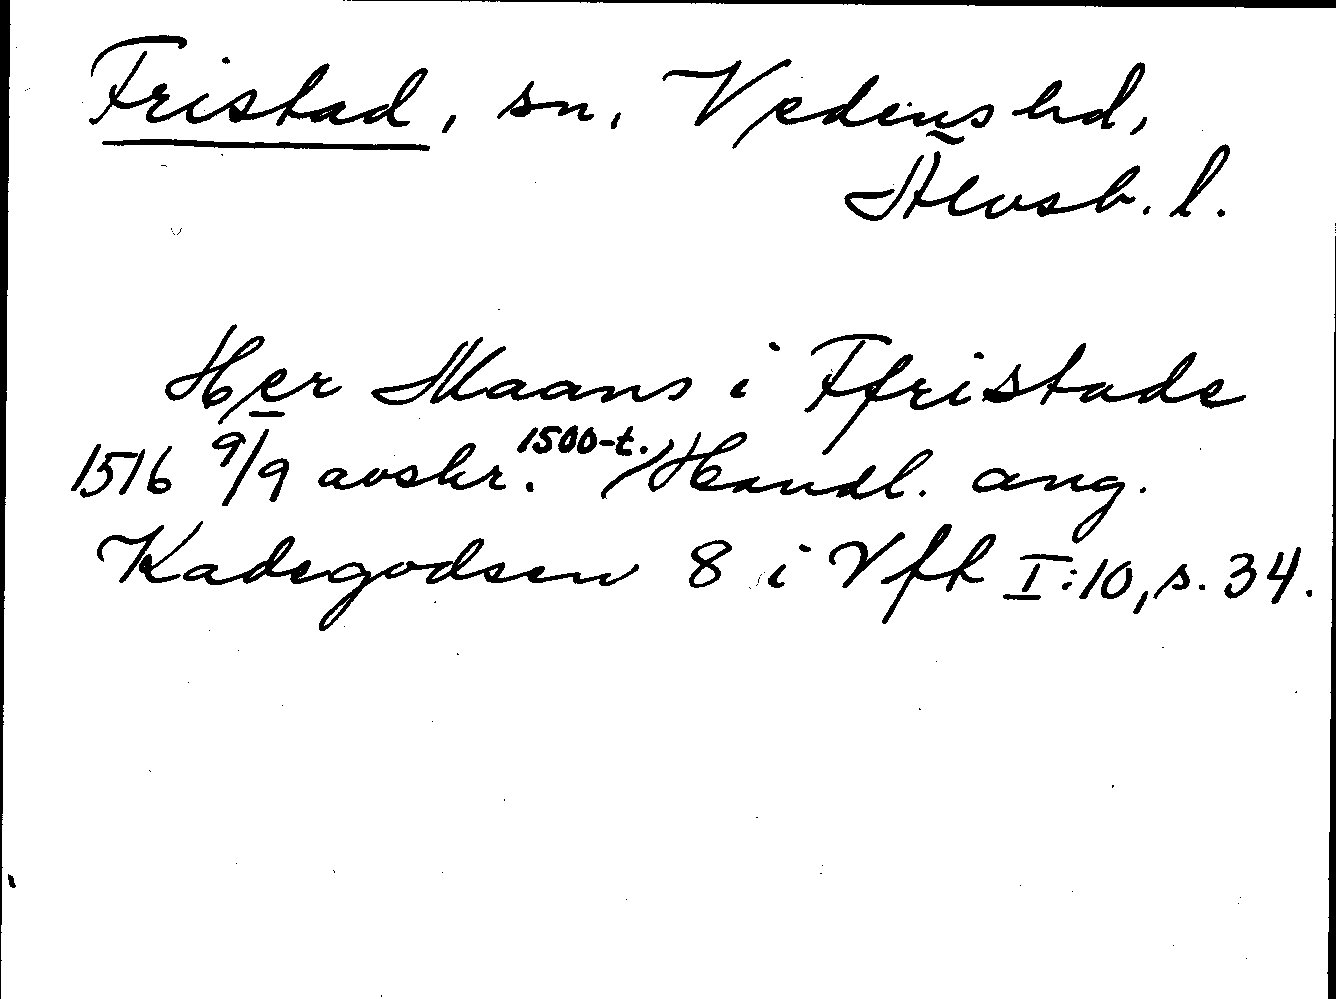 Fristad, sn, Vedens hd,
Älvsb. l.
Her Maans i Ffristade
1516 9/9 avskr. 1500-t. Handl. ang.
Kadegodsen 8 i Vfh I:10, s. 34.